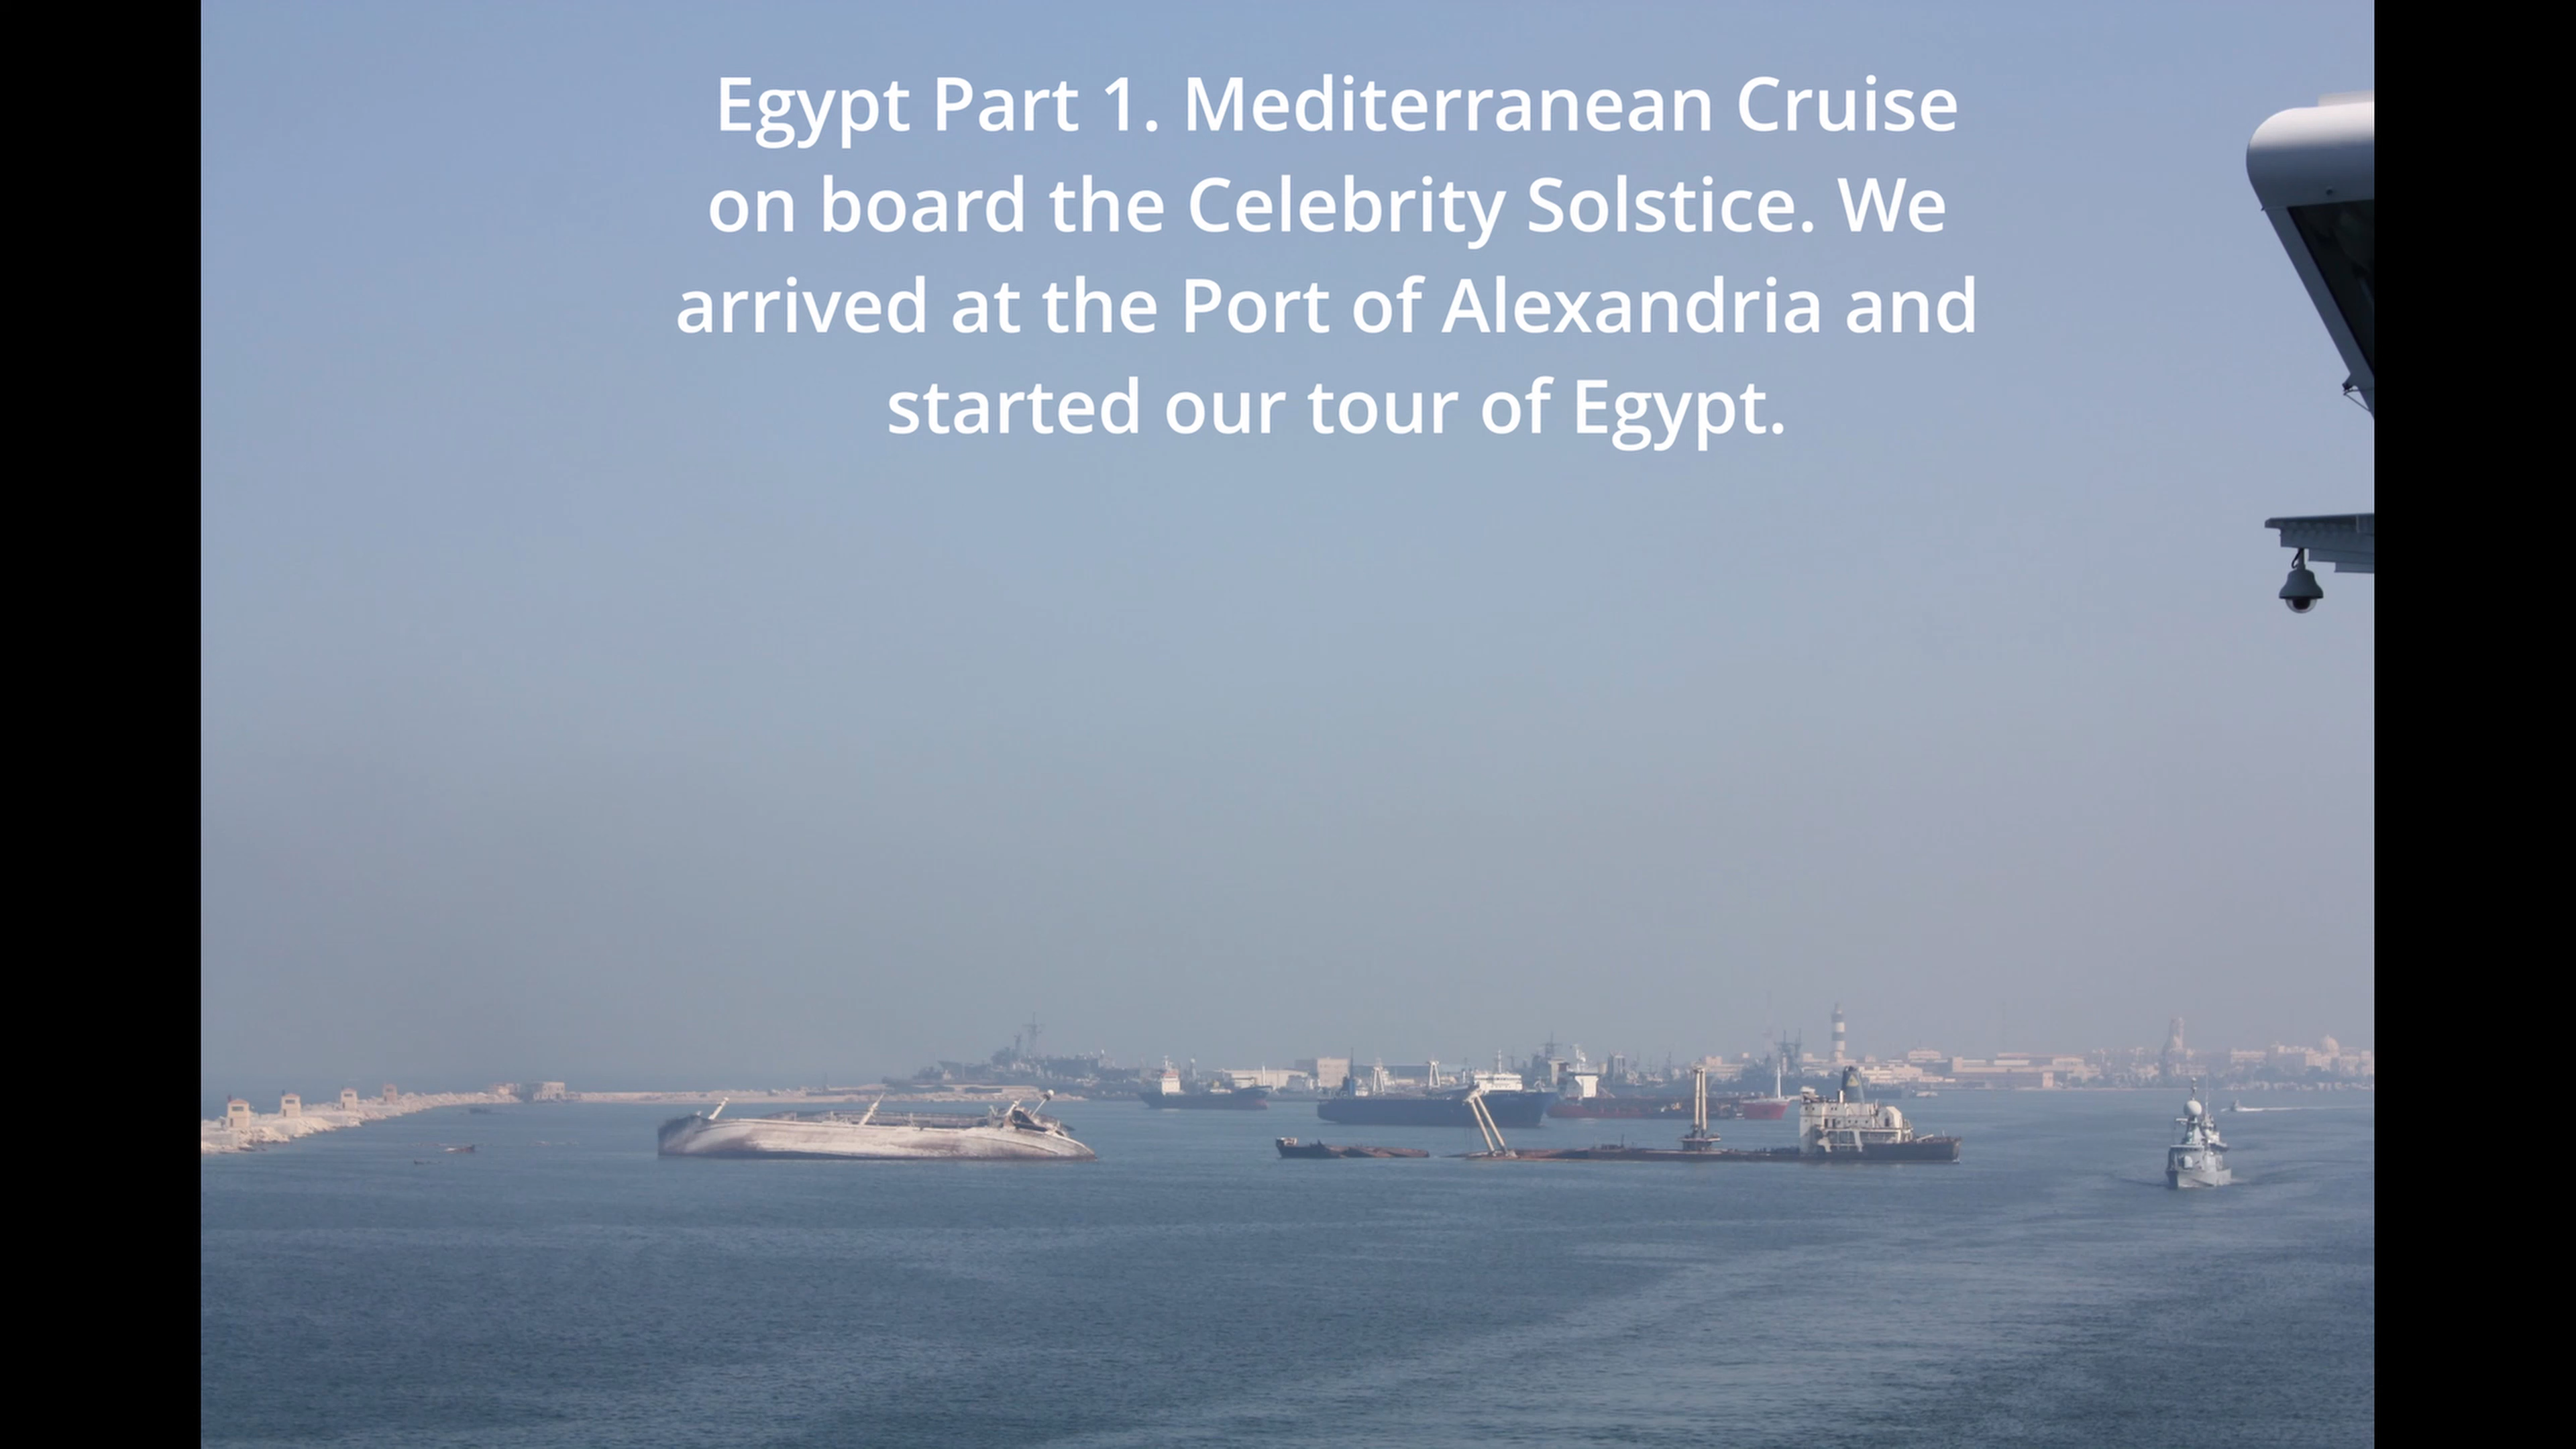 Egypt Part 1. Mediterranean Cruise
on board the Celebrity Solstice. We
arrived at the Port of Alexandria and
started our tour of Egypt.